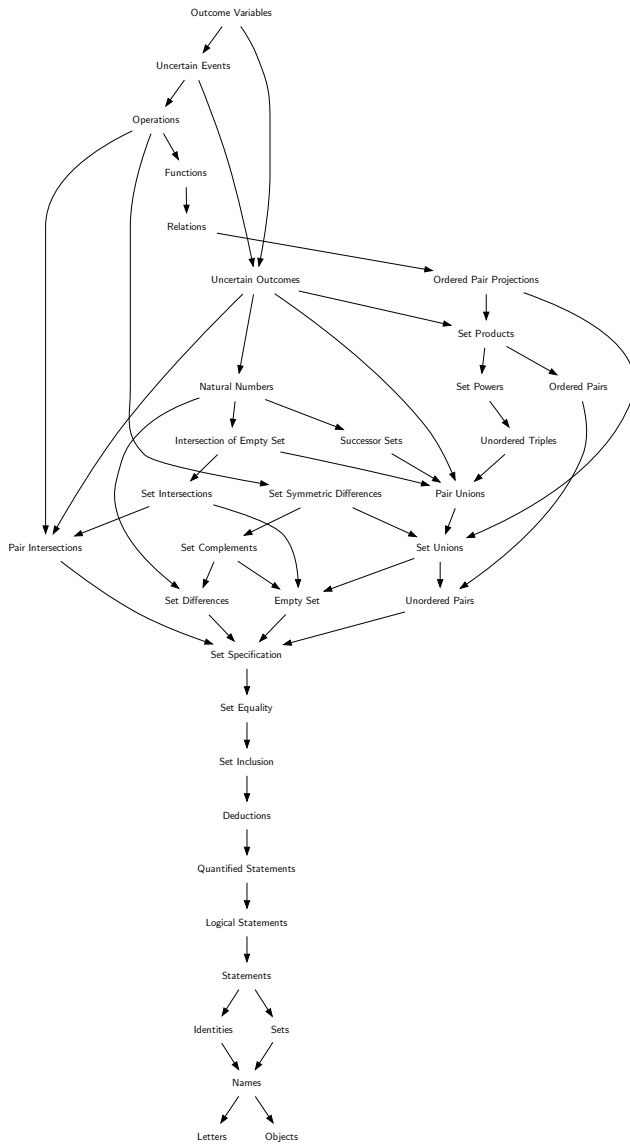 Outcome Variables
Uncertain Events
Operations
Functions
Relations
Uncertain Outcomes
Ordered Pair Projections
Set Products
Natural Numbers
Set Powers
Ordered Pairs
Intersection of Empty Set
Successor Sets
Unordered Triples
Set Intersections
Set Symmetric Differences
Pair Unions
Pair Intersections
Set Complements
Set Unions
Set Differences
Empty Set
Unordered Pairs
Set Specification
Set Equality
Set Inclusion
Deductions
Quantified Statements
Logical Statements
Statements
Identities
Sets
Names
Letters
Objects